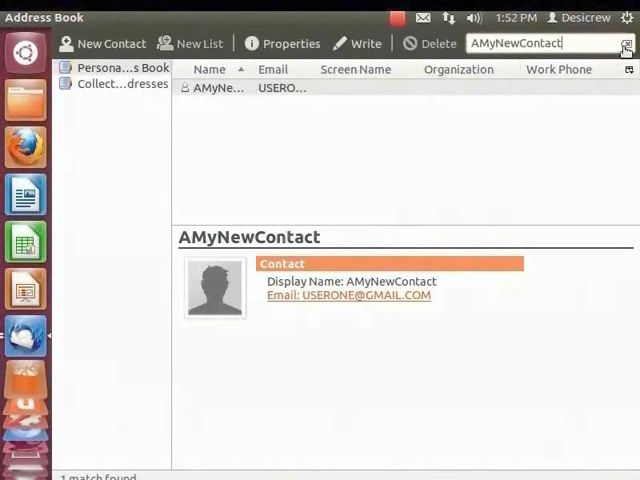 Address Book
1:52 PM
Desicrew
New Contact
New List
Properties
Write
Delete
AMyNewContact
Persona...s Book
Collect...dresses
Name Email Screen Name Organization Work Phone
AMyNe... USERO...
AMyNewContact
Contact
Display Name: AMyNewContact
Email: USERONE@GMAIL.COM
1 match found